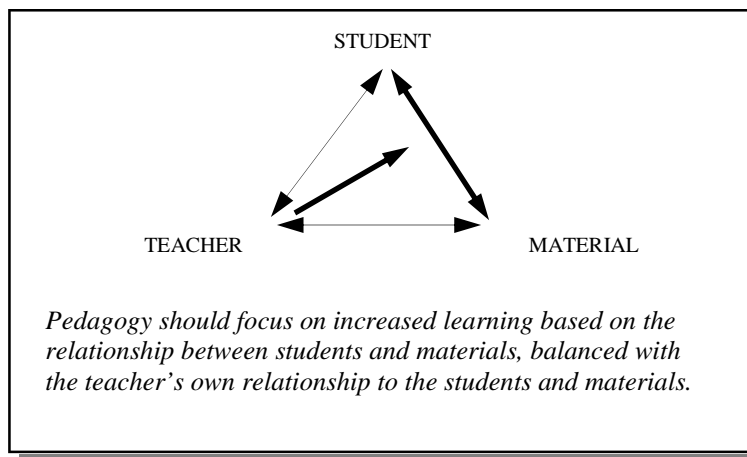 STUDENT
TEACHER
MATERIAL
Pedagogy should focus on increased learning based on the
relationship between students and materials, balanced with
the teacher’s own relationship to the students and materials.